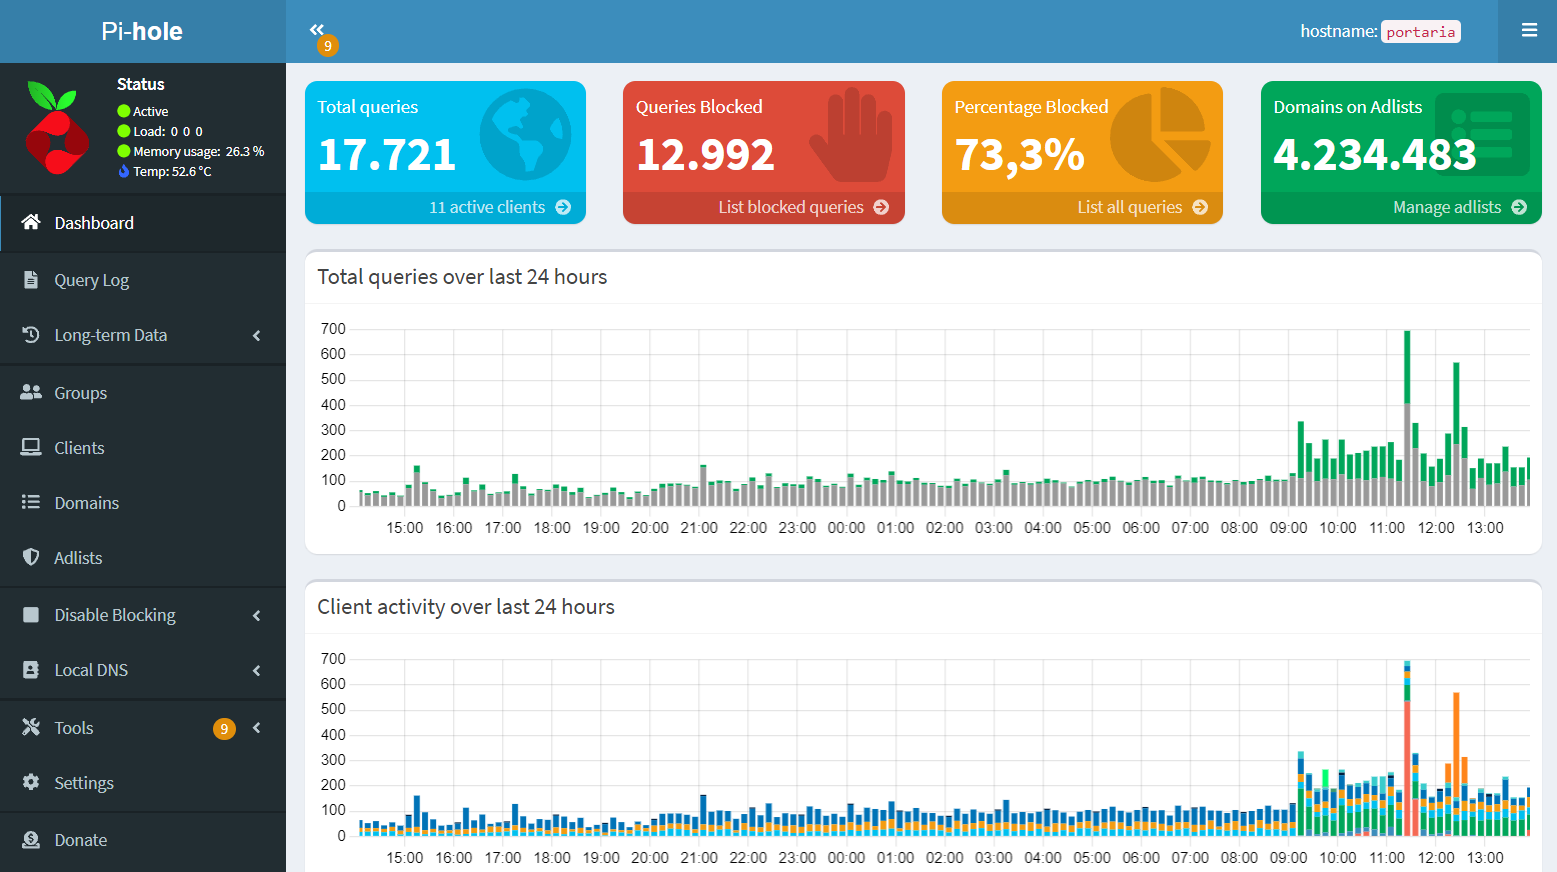 Pi-hole
9
hostname: portaria
Status
Active
Load: 0 0 0
Memory usage: 26.3 %
Temp: 52.6 °C
Dashboard
Query Log
Long-term Data
Groups
Clients
Domains
Adlists
Disable Blocking
Local DNS
Tools 9
Settings
Donate
Total queries
17.721
11 active clients
Queries Blocked
12.992
List blocked queries
Percentage Blocked
73,3%
List all queries
Domains on Adlists
4.234.483
Manage adlists
Total queries over last 24 hours
700
600
500
400
300
200
100
0
15:00 16:00 17:00 18:00 19:00 20:00 21:00 22:00 23:00 00:00 01:00 02:00 03:00 04:00 05:00 06:00 07:00 08:00 09:00 10:00 11:00 12:00 13:00
Client activity over last 24 hours
700
600
500
400
300
200
100
0
15:00 16:00 17:00 18:00 19:00 20:00 21:00 22:00 23:00 00:00 01:00 02:00 03:00 04:00 05:00 06:00 07:00 08:00 09:00 10:00 11:00 12:00 13:00